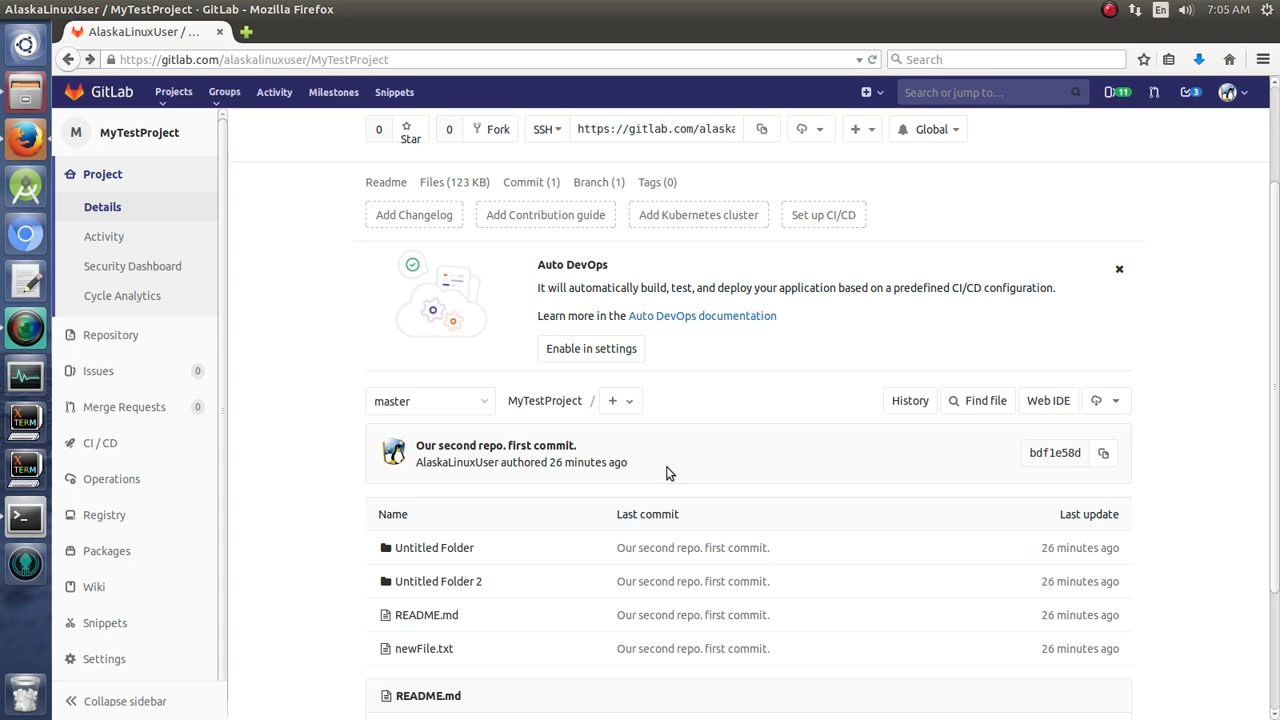 AlaskaLinuxUser / MyTestProject · GitLab - Mozilla Firefox
En
7:05 AM
AlaskaLinuxUser / ...
https://gitlab.com/alaskalinuxuser/MyTestProject
Search
GitLab
Projects
Groups
Activity
Milestones
Snippets
Search or jump to...
11
3
M
MyTestProject
Project
Details
Activity
Security Dashboard
Cycle Analytics
Repository
Issues 0
Merge Requests 0
CI / CD
Operations
Registry
Packages
Wiki
Snippets
Settings
Collapse sidebar
0 Star 0 Fork SSH https://gitlab.com/alaska Global
Readme Files (123 KB) Commit (1) Branch (1) Tags (0)
Add Changelog Add Contribution guide Add Kubernetes cluster Set up CI/CD
Auto DevOps
It will automatically build, test, and deploy your application based on a predefined CI/CD configuration.
Learn more in the Auto DevOps documentation
Enable in settings
master MyTestProject / + History Find file Web IDE
Our second repo. first commit.
AlaskaLinuxUser authored 26 minutes ago
bdf1e58d
Name Last commit Last update
Untitled Folder Our second repo. first commit. 26 minutes ago
Untitled Folder 2 Our second repo. first commit. 26 minutes ago
README.md Our second repo. first commit. 26 minutes ago
newFile.txt Our second repo. first commit. 26 minutes ago
README.md
X
TERM
X
TERM